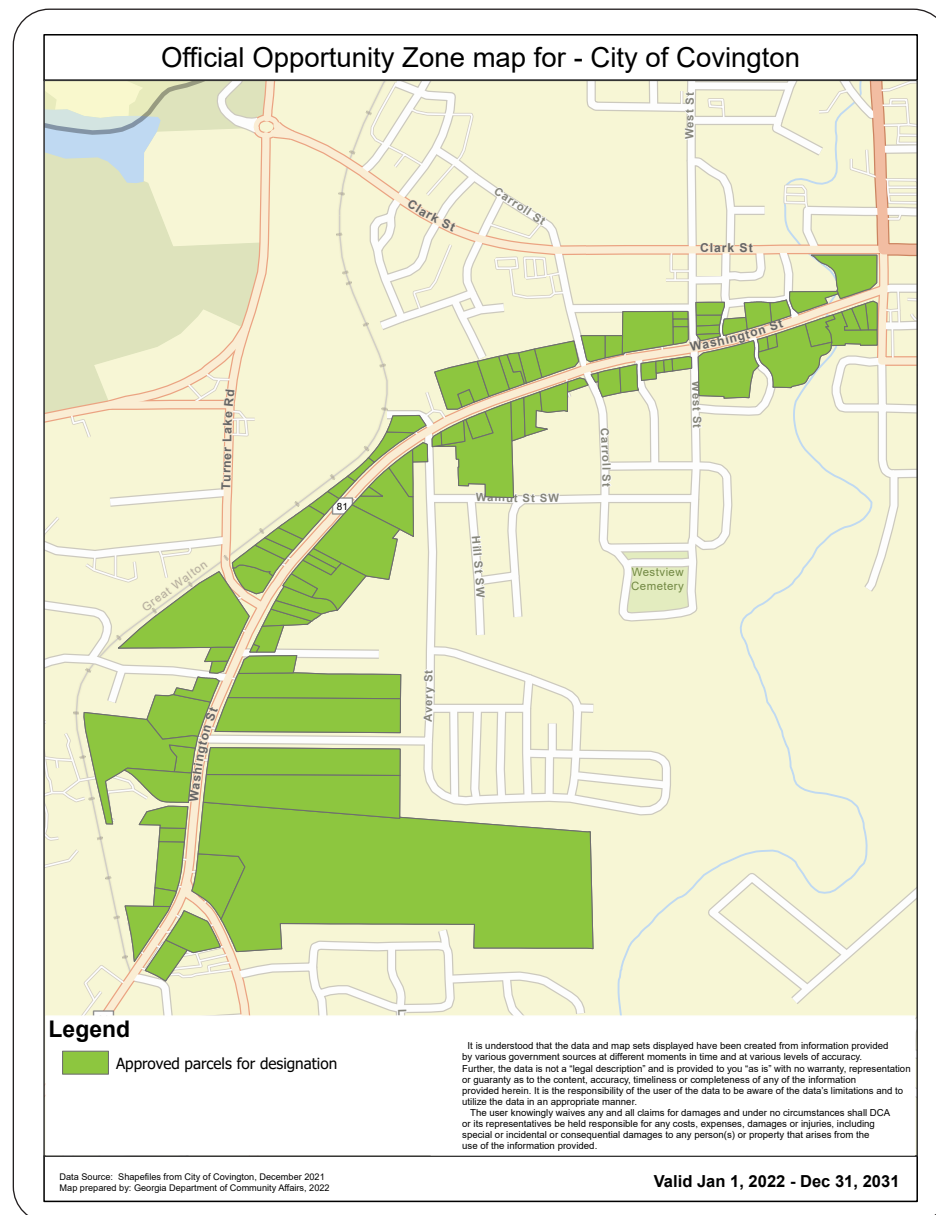 Official Opportunity Zone map for - City of Covington
West St
Carroll St
Clark St
Clark St
Washington St
Turner Lake Rd
West St
Carroll St
81
Walnut St SW
Hill St SW
Great Walton
Westview
Cemetery
Avery St
Washington St
Legend
Approved parcels for designation
It is understood that the data and map sets displayed have been created from information provided
by various government sources at different moments in time and at various levels of accuracy.
Further, the data is not a "legal description" and is provided to you "as is" with no warranty, representation
or guaranty as to the content, accuracy, timeliness or completeness of any of the information
provided herein. It is the responsibility of the user of the data to be aware of the data's limitations and to
utilize the data in an appropriate manner.
The user knowingly waives any and all claims for damages and under no circumstances shall DCA
or its representatives be held responsible for any costs, expenses, damages or injuries, including
special or incidental or consequential damages to any person(s) or property that arises from the
use of the information provided.
Data Source: Shapefiles from City of Covington, December 2021
Map prepared by: Georgia Department of Community Affairs, 2022
Valid Jan 1, 2022 - Dec 31, 2031